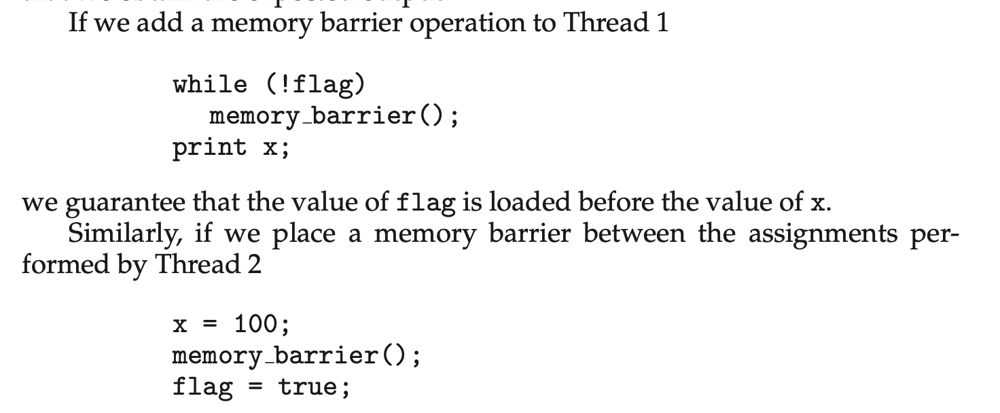 If we add a memory barrier operation to Thread 1
while (!flag)
memory_barrier();
print x;
we guarantee that the value of flag is loaded before the value of x.
Similarly, if we place a memory barrier between the assignments per-
formed by Thread 2
x = 100;
memory_barrier();
flag = true;